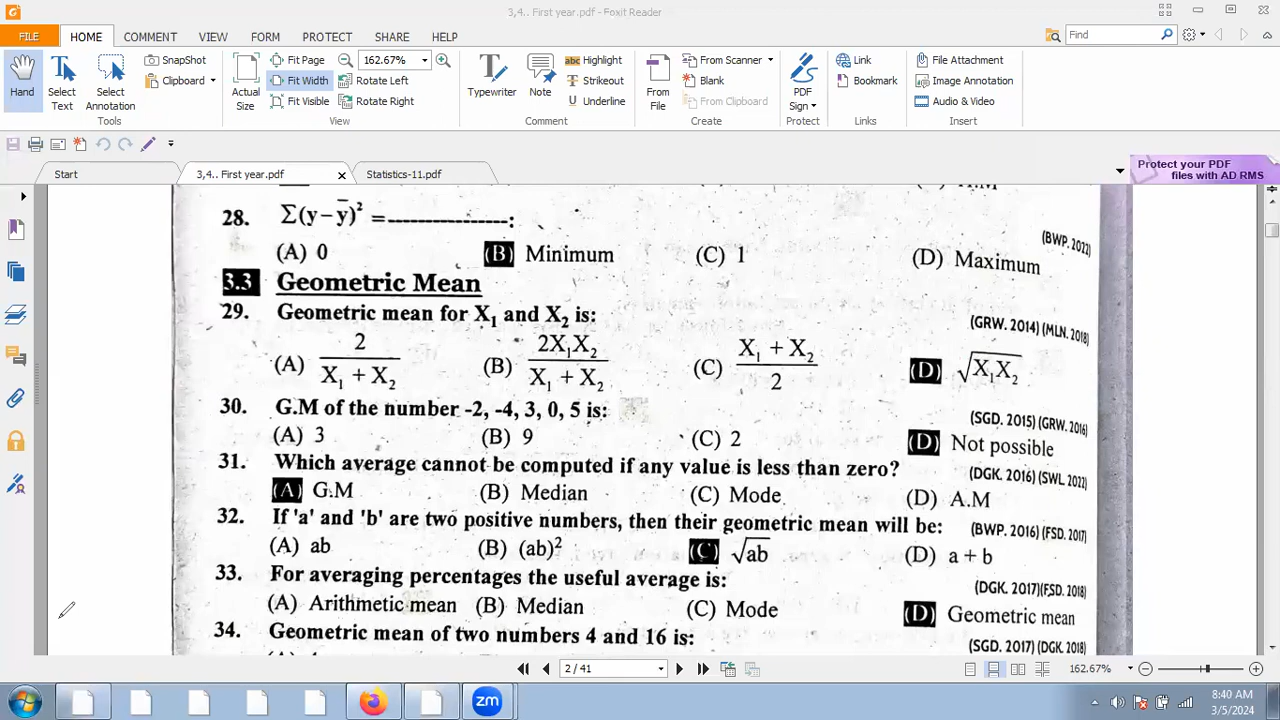 3,4.. First year.pdf - Foxit Reader
FILE HOME COMMENT VIEW FORM PROTECT SHARE HELP Find
Hand
Select Text
Select Annotation
SnapShot
Clipboard
Tools
Actual Size
Fit Page
Fit Width
Fit Visible
162.67%
Rotate Left
Rotate Right
View
Typewriter
Note
Highlight
Strikeout
Underline
Comment
From File
From Scanner
Blank
From Clipboard
Create
PDF Sign
Protect
Link
Bookmark
Links
File Attachment
Image Annotation
Audio & Video
Insert
Start 3,4.. First year.pdf Statistics-11.pdf
Protect your PDF
files with AD RMS
28. Σ(y-ȳ)² =----------------:
(BWP. 2022)
(A) 0 (B) Minimum (C) 1 (D) Maximum
3.3 Geometric Mean
29. Geometric mean for X₁ and X₂ is:
(GRW. 2014) (MLN. 2018)
(A) 2/(X₁ + X₂) (B) 2X₁X₂/(X₁ + X₂) (C) (X₁ + X₂)/2 (D) √X₁X₂
30. G.M of the number -2, -4, 3, 0, 5 is:
(SGD. 2015) (GRW. 2016)
(A) 3 (B) 9 (C) 2 (D) Not possible
31. Which average cannot be computed if any value is less than zero?
(DGK. 2016) (SWL. 2022)
(A) G.M (B) Median (C) Mode (D) A.M
32. If 'a' and 'b' are two positive numbers, then their geometric mean will be:
(BWP. 2016) (FSD. 2017)
(A) ab (B) (ab)² (C) √ab (D) a + b
33. For averaging percentages the useful average is:
(DGK. 2017)(FSD. 2018)
(A) Arithmetic mean (B) Median (C) Mode (D) Geometric mean
34. Geometric mean of two numbers 4 and 16 is:
(SGD. 2017) (DGK. 2018)
2 / 41
162.67%
zm
8:40 AM
3/5/2024